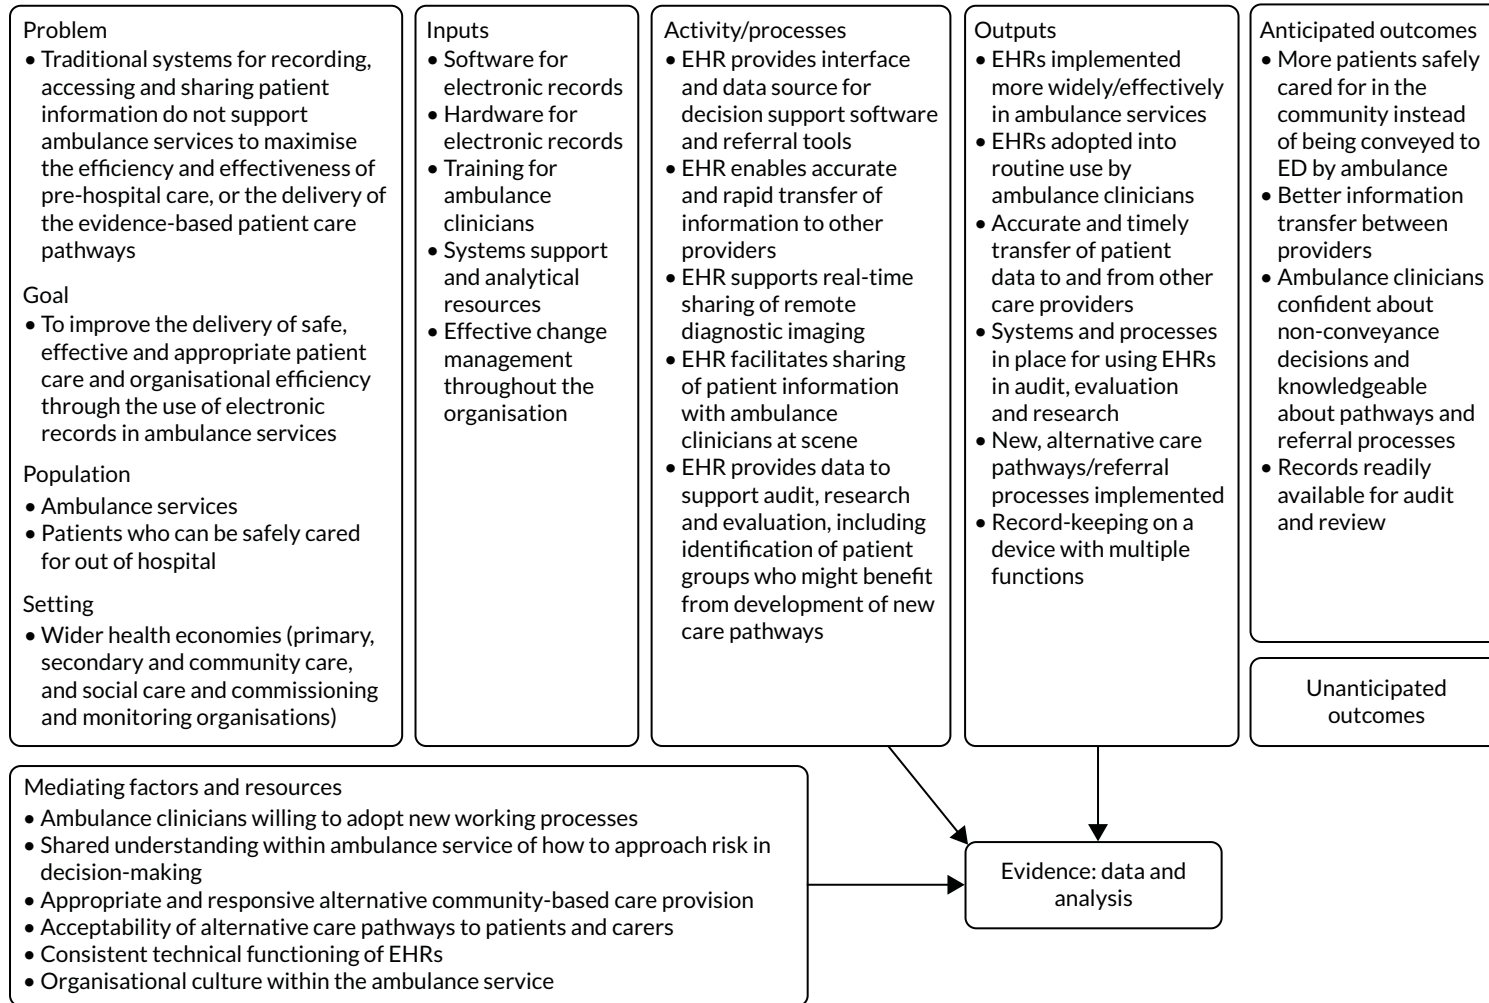 Problem
• Traditional systems for recording,
accessing and sharing patient
information do not support
ambulance services to maximise
the efficiency and effectiveness of
pre-hospital care, or the delivery of
the evidence-based patient care
pathways
Goal
• To improve the delivery of safe,
effective and appropriate patient
care and organisational efficiency
through the use of electronic
records in ambulance services
Population
• Ambulance services
• Patients who can be safely cared
for out of hospital
Setting
• Wider health economies (primary,
secondary and community care,
and social care and commissioning
and monitoring organisations)
Inputs
• Software for
electronic records
• Hardware for
electronic records
• Training for
ambulance
clinicians
• Systems support
and analytical
resources
• Effective change
management
throughout the
organisation
Activity/processes
• EHR provides interface
and data source for
decision support software
and referral tools
• EHR enables accurate
and rapid transfer of
information to other
providers
• EHR supports real-time
sharing of remote
diagnostic imaging
• EHR facilitates sharing
of patient information
with ambulance
clinicians at scene
• EHR provides data to
support audit, research
and evaluation, including
identification of patient
groups who might benefit
from development of new
care pathways
Outputs
• EHRs implemented
more widely/effectively
in ambulance services
• EHRs adopted into
routine use by
ambulance clinicians
• Accurate and timely
transfer of patient
data to and from other
care providers
• Systems and processes
in place for using EHRs
in audit, evaluation
and research
• New, alternative care
pathways/referral
processes implemented
• Record-keeping on a
device with multiple
functions
Anticipated outcomes
• More patients safely
cared for in the
community instead
of being conveyed to
ED by ambulance
• Better information
transfer between
providers
• Ambulance clinicians
confident about
non-conveyance
decisions and
knowledgeable
about pathways and
referral processes
• Records readily
available for audit
and review
Unanticipated
outcomes
Mediating factors and resources
• Ambulance clinicians willing to adopt new working processes
• Shared understanding within ambulance service of how to approach risk in
decision-making
• Appropriate and responsive alternative community-based care provision
• Acceptability of alternative care pathways to patients and carers
• Consistent technical functioning of EHRs
• Organisational culture within the ambulance service
Evidence: data and
analysis